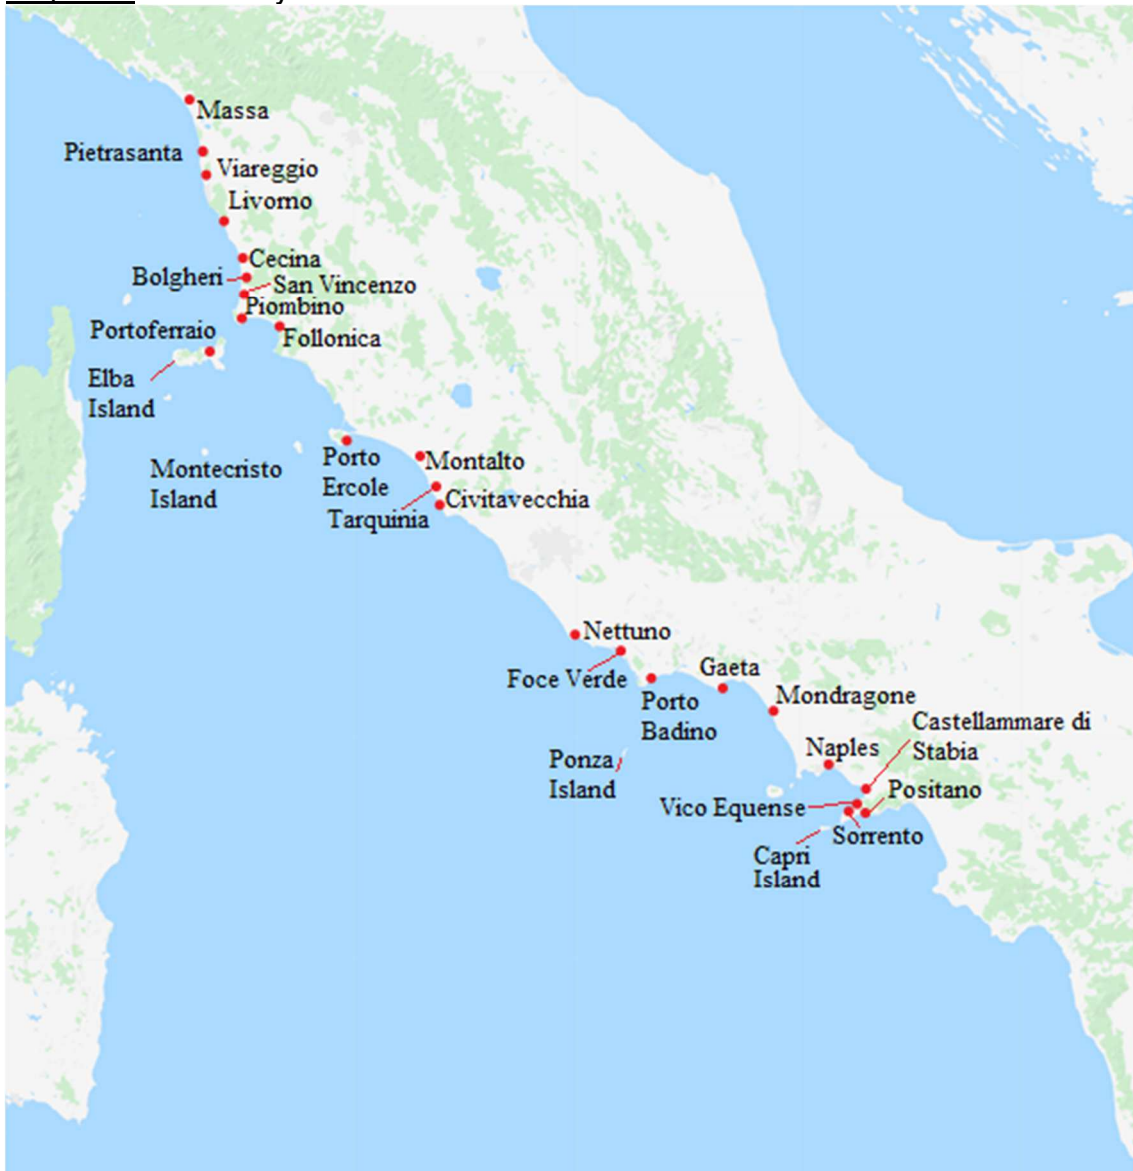 Massa
Pietrasanta
Viareggio
Livorno
Cecina
Bolgheri
San Vincenzo
Piombino
Portoferraio
Follonica
Elba
Island
Montecristo
Island
Porto
Ercole
Montalto
Tarquinia
Civitavecchia
Nettuno
Foce Verde
Gaeta
Porto
Badino
Mondragone
Castellammare di
Stabia
Naples
Ponza
Island
Positano
Vico Equense
Sorrento
Capri
Island